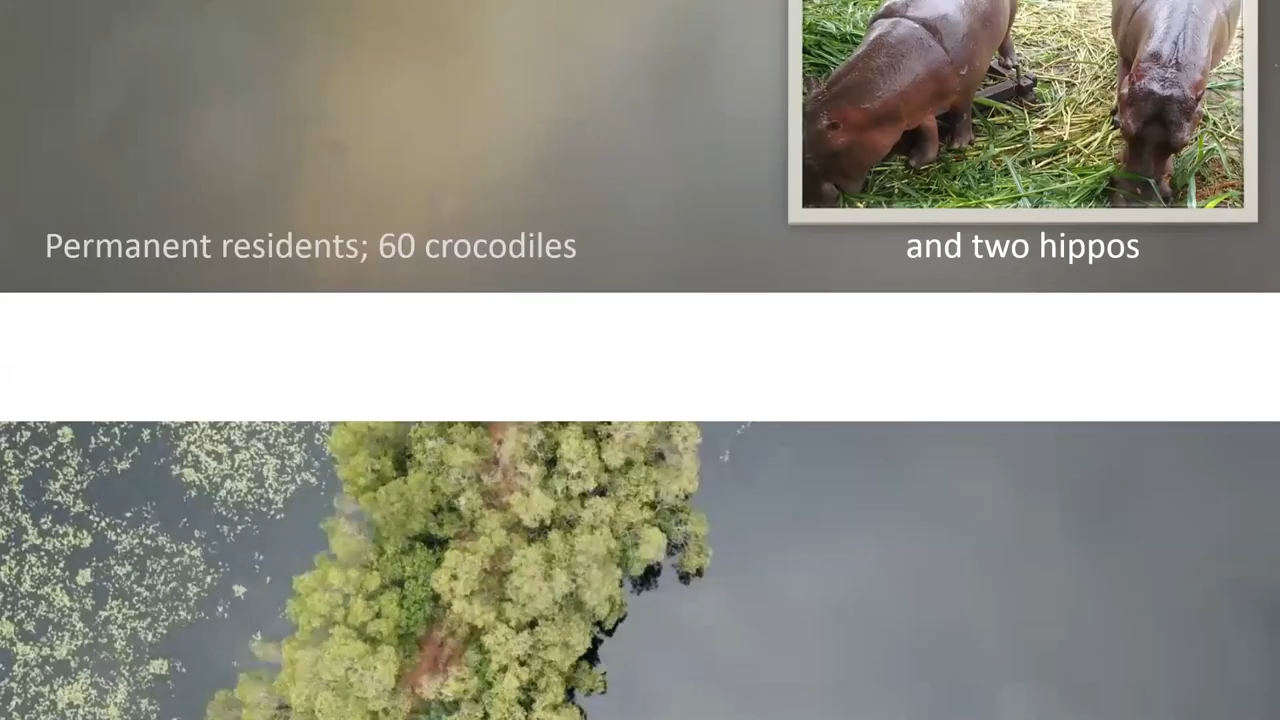 Permanent residents; 60 crocodiles
and two hippos